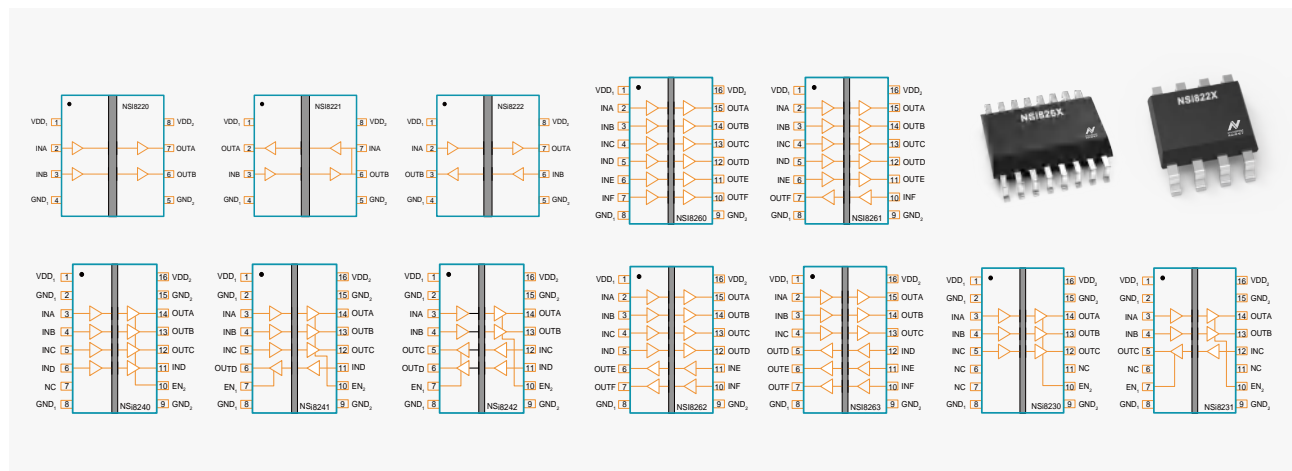 NSI8220
VDD₁ 1 8 VDD₂
INA 2 7 OUTA
INB 3 6 OUTB
GND₁ 4 5 GND₂
NSI8221
VDD₁ 1 8 VDD₂
OUTA 2 7 INA
INB 3 6 OUTB
GND₁ 4 5 GND₂
NSI8222
VDD₁ 1 8 VDD₂
INA 2 7 OUTA
OUTB 3 6 INB
GND₁ 4 5 GND₂
VDD₁ 1 16 VDD₂
INA 2 15 OUTA
INB 3 14 OUTB
INC 4 13 OUTC
IND 5 12 OUTD
INE 6 11 OUTE
INF 7 10 OUTF
GND₁ 8 9 GND₂
NSI8260
VDD₁ 1 16 VDD₂
INA 2 15 OUTA
INB 3 14 OUTB
INC 4 13 OUTC
IND 5 12 OUTD
INE 6 11 OUTE
OUTF 7 10 INF
GND₁ 8 9 GND₂
NSI8261
NSI822X
VDD₁ 1 16 VDD₂
GND₁ 2 15 GND₂
INA 3 14 OUTA
INB 4 13 OUTB
INC 5 12 OUTC
IND 6 11 IND
NC 7 10 EN₂
GND₁ 8 9 GND₂
NSi8240
VDD₁ 1 16 VDD₂
GND₁ 2 15 GND₂
INA 3 14 OUTA
INB 4 13 OUTB
INC 5 12 OUTC
OUTD 6 11 IND
EN₁ 7 10 EN₂
GND₁ 8 9 GND₂
NSi8241
VDD₁ 1 16 VDD₂
GND₁ 2 15 GND₂
INA 3 14 OUTA
INB 4 13 OUTB
OUTC 5 12 INC
OUTD 6 11 IND
EN₁ 7 10 EN₂
GND₁ 8 9 GND₂
NSi8242
VDD₁ 1 16 VDD₂
INA 2 15 OUTA
INB 3 14 OUTB
INC 4 13 OUTC
IND 5 12 OUTD
OUTE 6 11 INE
OUTF 7 10 INF
GND₁ 8 9 GND₂
NSI8262
VDD₁ 1 16 VDD₂
INA 2 15 OUTA
INB 3 14 OUTB
INC 4 13 OUTC
OUTD 5 12 IND
OUTE 6 11 INE
OUTF 7 10 INF
GND₁ 8 9 GND₂
NSI8263
VDD₁ 1 16 VDD₂
GND₁ 2 15 GND₂
INA 3 14 OUTA
INB 4 13 OUTB
INC 5 12 OUTC
NC 6 11 NC
NC 7 10 EN₂
GND₁ 8 9 GND₂
NSi8230
VDD₁ 1 16 VDD₂
GND₁ 2 15 GND₂
INA 3 14 OUTA
INB 4 13 OUTB
OUTC 5 12 INC
NC 6 11 NC
EN₁ 7 10 EN₂
GND₁ 8 9 GND₂
NSi8231